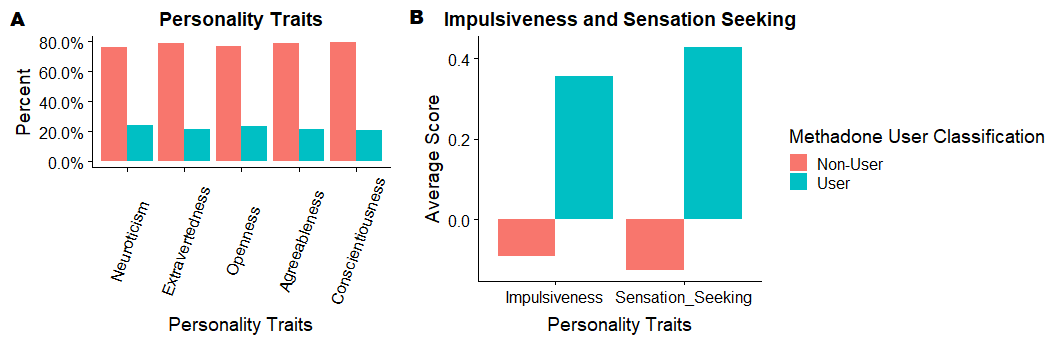 A
Personality Traits
80.0%
60.0%
40.0%
20.0%
0.0%
Percent
Neuroticism
Extravertedness
Openness
Agreeableness
Conscientiousness
Personality Traits
B
Impulsiveness and Sensation Seeking
0.4
0.2
0.0
Average Score
Impulsiveness
Sensation_Seeking
Personality Traits
Methadone User Classification
Non-User
User